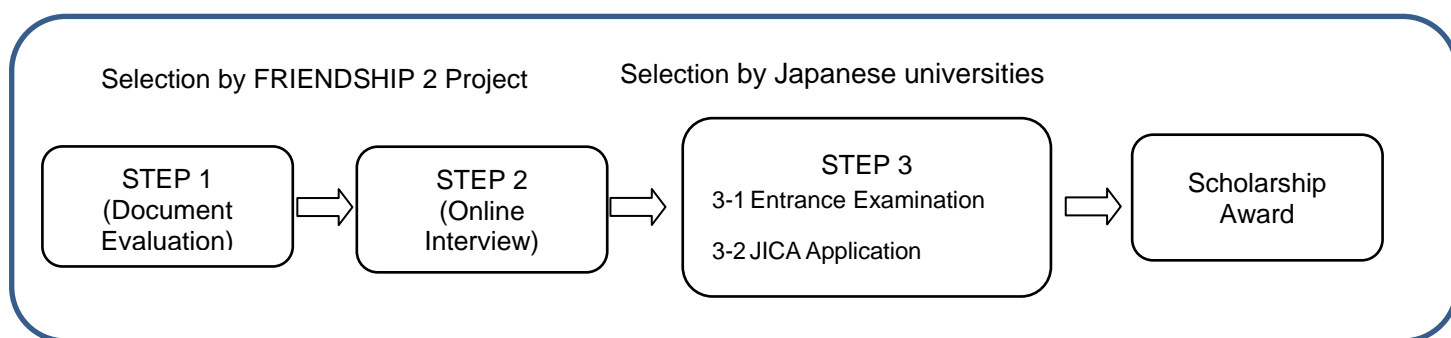 Selection by FRIENDSHIP 2 Project
Selection by Japanese universities
STEP 1
(Document
Evaluation)
STEP 2
(Online
Interview)
STEP 3
3-1 Entrance Examination
3-2 JICA Application
Scholarship
Award